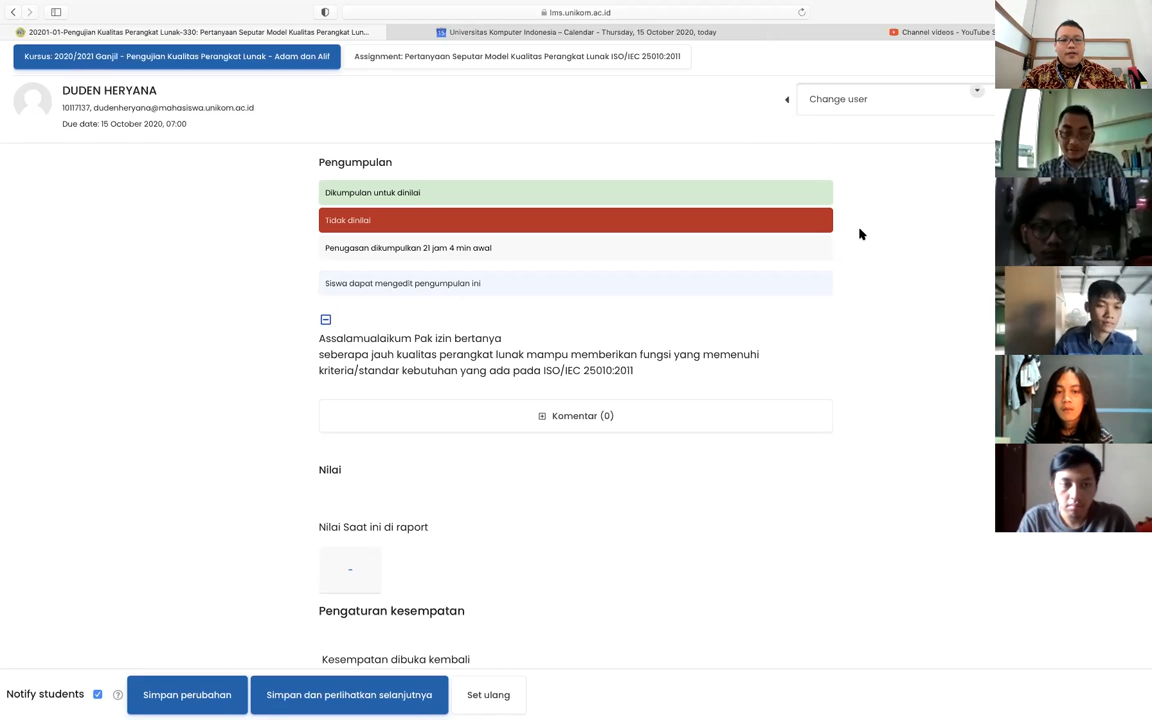 lms.unikom.ac.id
20201-01-Pengujian Kualitas Perangkat Lunak-330: Pertanyaan Seputar Model Kualitas Perangkat Lun...
Universitas Komputer Indonesia – Calendar - Thursday, 15 October 2020, today
Channel videos - YouTube S
Kursus: 2020/2021 Ganjil - Pengujian Kualitas Perangkat Lunak - Adam dan Alif
Assignment: Pertanyaan Seputar Model Kualitas Perangkat Lunak ISO/IEC 25010:2011
DUDEN HERYANA
10117137, dudenheryana@mahasiswa.unikom.ac.id
Due date: 15 October 2020, 07:00
Change user
Pengumpulan
Dikumpulan untuk dinilai
Tidak dinilai
Penugasan dikumpulkan 21 jam 4 min awal
Siswa dapat mengedit pengumpulan ini
Assalamualaikum Pak izin bertanya
seberapa jauh kualitas perangkat lunak mampu memberikan fungsi yang memenuhi
kriteria/standar kebutuhan yang ada pada ISO/IEC 25010:2011
Komentar (0)
Nilai
Nilai Saat ini di raport
-
Pengaturan kesempatan
Kesempatan dibuka kembali
Notify students
Simpan perubahan
Simpan dan perlihatkan selanjutnya
Set ulang